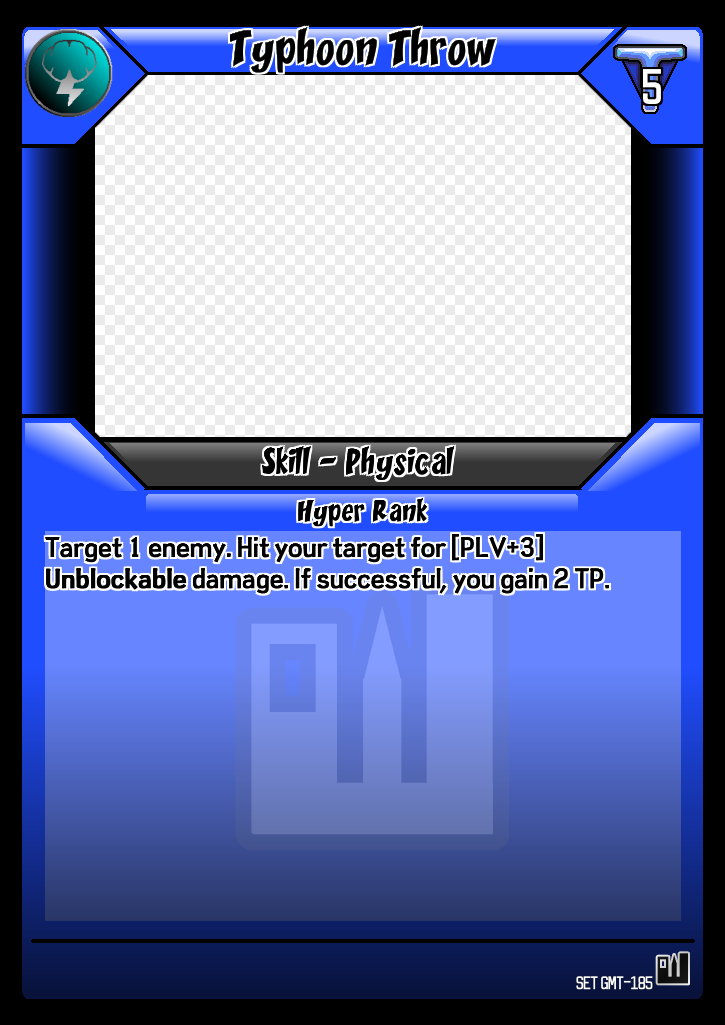 Typhoon Throw
5
Skill - Physical
Hyper Rank
Target 1 enemy. Hit your target for [PLV+3]
Unblockable damage. If successful, you gain 2 TP.
SET GMT-185